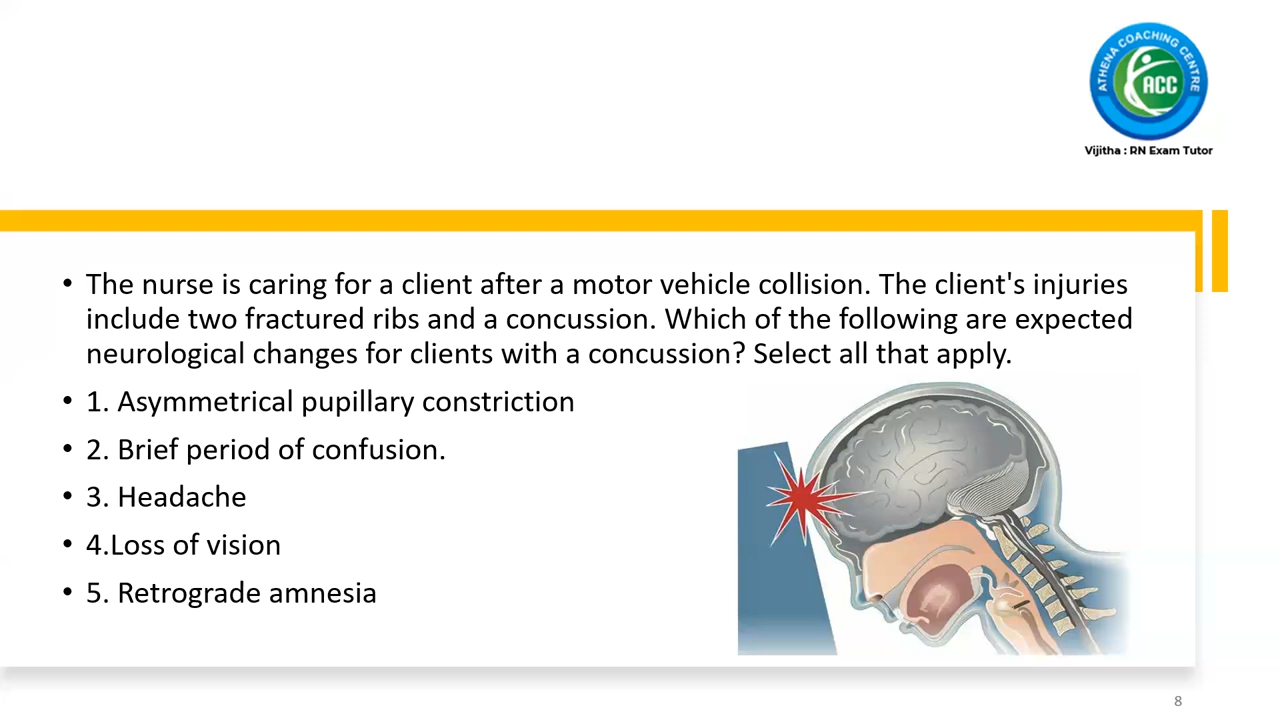 ATHENA COACHING CENTRE
ACC
Vijitha : RN Exam Tutor
• The nurse is caring for a client after a motor vehicle collision. The client's injuries
include two fractured ribs and a concussion. Which of the following are expected
neurological changes for clients with a concussion? Select all that apply.
• 1. Asymmetrical pupillary constriction
• 2. Brief period of confusion.
• 3. Headache
• 4.Loss of vision
• 5. Retrograde amnesia
8